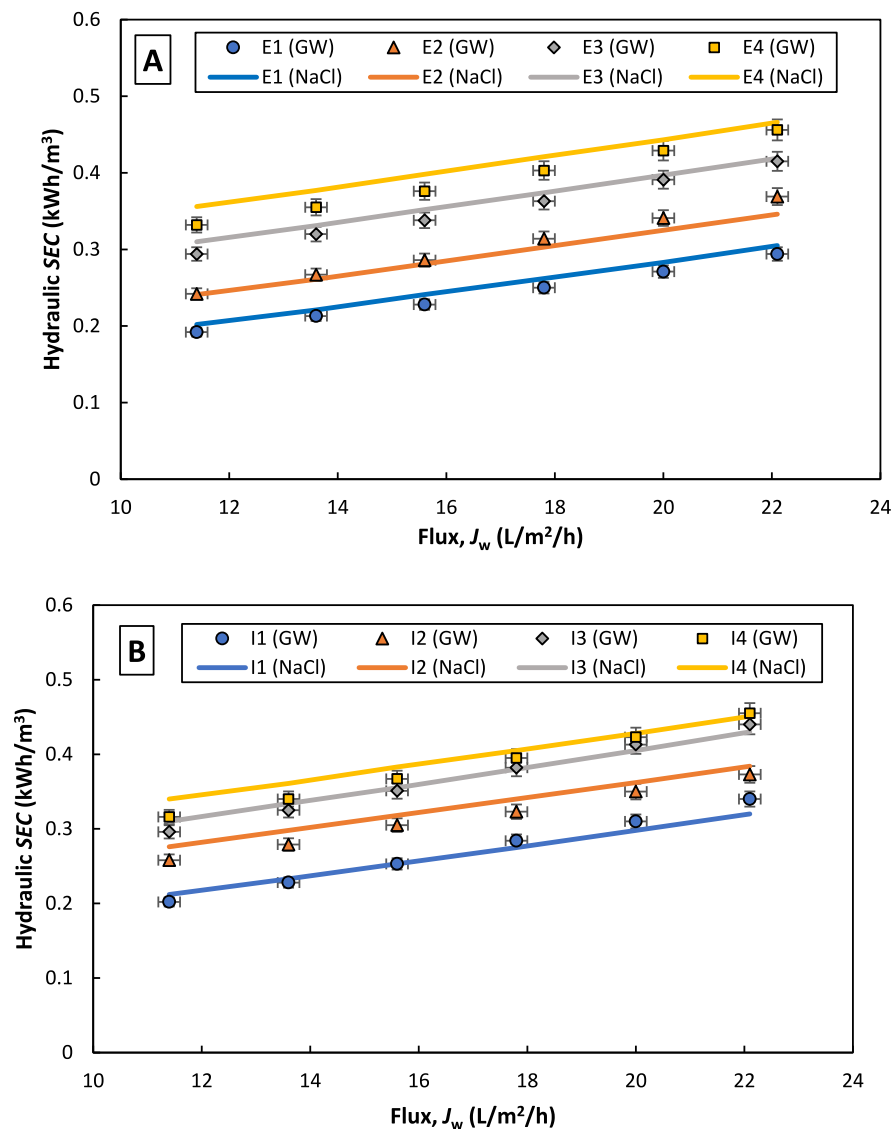 A
E1 (GW) E2 (GW) E3 (GW) E4 (GW)
E1 (NaCl) E2 (NaCl) E3 (NaCl) E4 (NaCl)
Hydraulic SEC (kWh/m³)
0.6
0.5
0.4
0.3
0.2
0.1
0
10 12 14 16 18 20 22 24
Flux, Jw (L/m²/h)
B
I1 (GW) I2 (GW) I3 (GW) I4 (GW)
I1 (NaCl) I2 (NaCl) I3 (NaCl) I4 (NaCl)
Hydraulic SEC (kWh/m³)
0.6
0.5
0.4
0.3
0.2
0.1
0
10 12 14 16 18 20 22 24
Flux, Jw (L/m²/h)